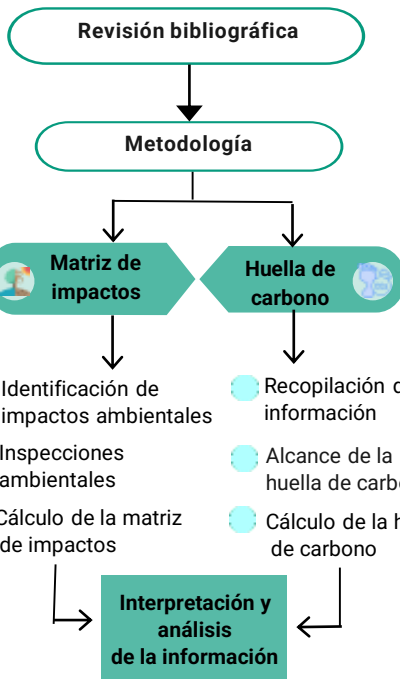 Revisión bibliográfica
Metodología
Matriz de
impactos
Huella de
carbono
Identificación de
impactos ambientales
Inspecciones
ambientales
Cálculo de la matriz
de impactos
Recopilación
información
Alcance de la
huella de
Cálculo de la
de carbono
Interpretación y
análisis
de la información